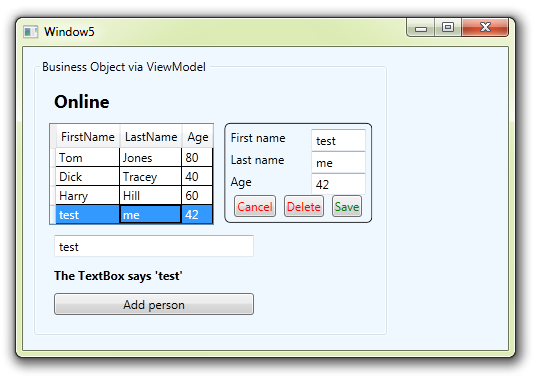 Window5
Business Object via ViewModel
Online
FirstName LastName Age
Tom Jones 80
Dick Tracey 40
Harry Hill 60
test me 42
First name test
Last name me
Age 42
Cancel Delete Save
test
The TextBox says 'test'
Add person